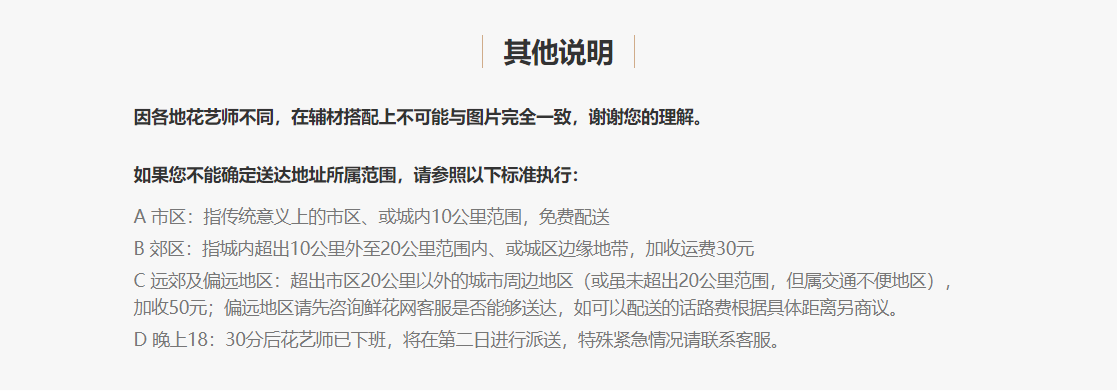 其他说明
因各地花艺师不同，在辅材搭配上不可能与图片完全一致，谢谢您的理解。
如果您不能确定送达地址所属范围，请参照以下标准执行：
A 市区：指传统意义上的市区、或城内10公里范围，免费配送
B 郊区：指城内超出10公里外至20公里范围内、或城区边缘地带，加收运费30元
C 远郊及偏远地区：超出市区20公里以外的城市周边地区（或虽未超出20公里范围，但属交通不便地区），
加收50元；偏远地区请先咨询鲜花网客服是否能够送达，如可以配送的话路费根据具体距离另商议。
D 晚上18：30分后花艺师已下班，将在第二日进行派送，特殊紧急情况请联系客服。